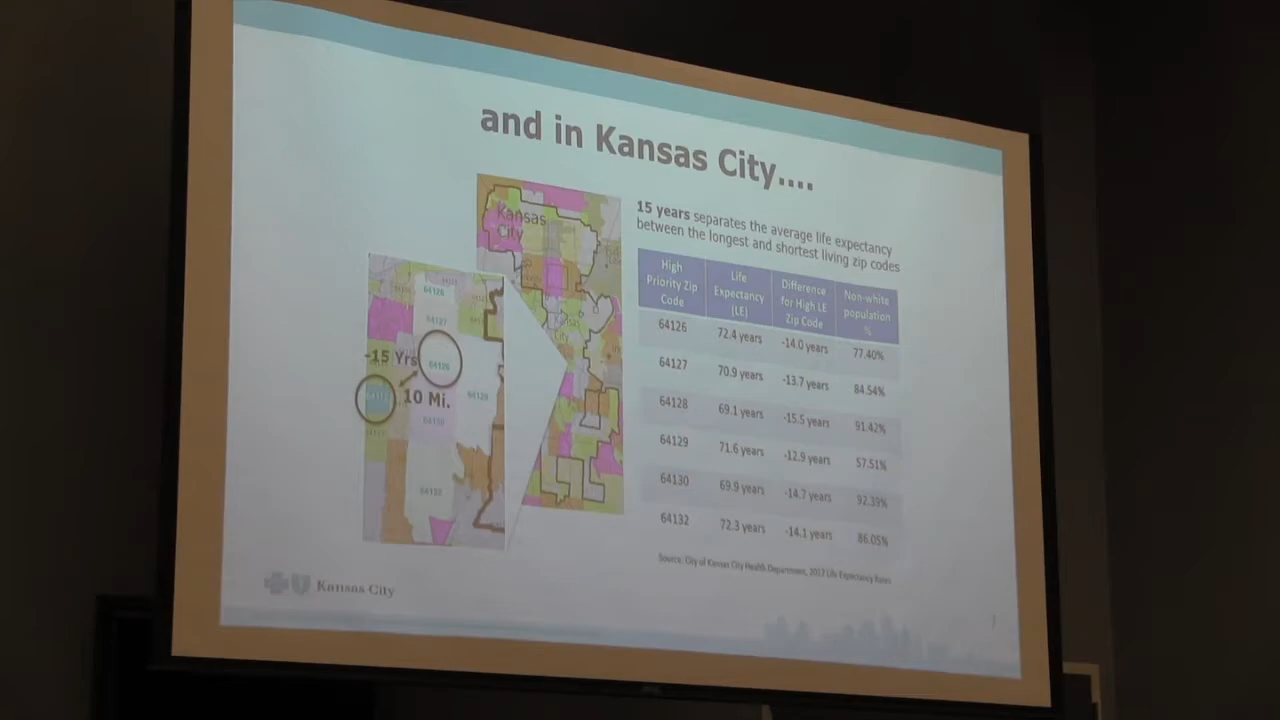 and in Kansas City....
Kansas
City
Kansas
City
15 years separates the average life expectancy
between the longest and shortest living zip codes
64126
64127
-15 Yrs
10 Mi.
64129
64130
64132
High
Priority Zip
Code
Life
Expectancy
(LE)
Difference
for High LE
Zip Code
Non-white
population
%
64126 72.4 years -14.0 years 77.40%
64127 70.9 years -13.7 years 84.54%
64128 69.1 years -15.5 years 91.42%
64129 71.6 years -12.9 years 57.51%
64130 69.9 years -14.7 years 92.39%
64132 72.3 years -14.1 years 86.05%
Source: City of Kansas City Health Department, 2017 Life Expectancy Rates
Kansas City
7